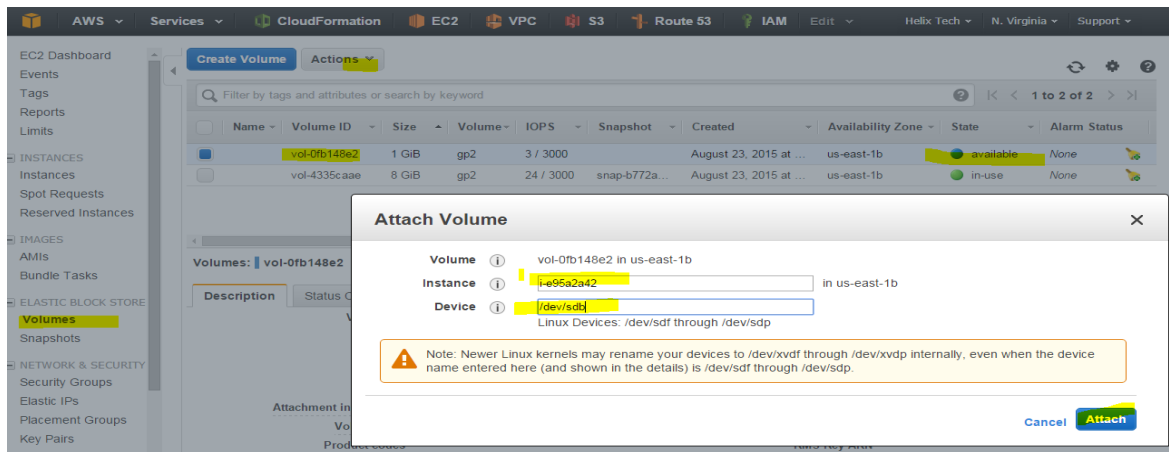 AWS Services CloudFormation EC2 VPC S3 Route 53 IAM Edit Helix Tech N. Virginia Support
EC2 Dashboard
Events
Tags
Reports
Limits
INSTANCES
Instances
Spot Requests
Reserved Instances
IMAGES
AMIs
Bundle Tasks
ELASTIC BLOCK STORE
Volumes
Snapshots
NETWORK & SECURITY
Security Groups
Elastic IPs
Placement Groups
Key Pairs
Create Volume Actions
Filter by tags and attributes or search by keyword 1 to 2 of 2
Name Volume ID Size Volume IOPS Snapshot Created Availability Zone State Alarm Status
vol-0fb148e2 1 GiB gp2 3 / 3000 August 23, 2015 at ... us-east-1b available None
vol-4335caae 8 GiB gp2 24 / 3000 snap-b772a... August 23, 2015 at ... us-east-1b in-use None
Volumes: vol-0fb148e2
Description Status C
Attachment in
Vo
Product codes
Attach Volume
Volume vol-0fb148e2 in us-east-1b
Instance i-e95a2a42 in us-east-1b
Device /dev/sdb
Linux Devices: /dev/sdf through /dev/sdp
Note: Newer Linux kernels may rename your devices to /dev/xvdf through /dev/xvdp internally, even when the device
name entered here (and shown in the details) is /dev/sdf through /dev/sdp.
Cancel Attach